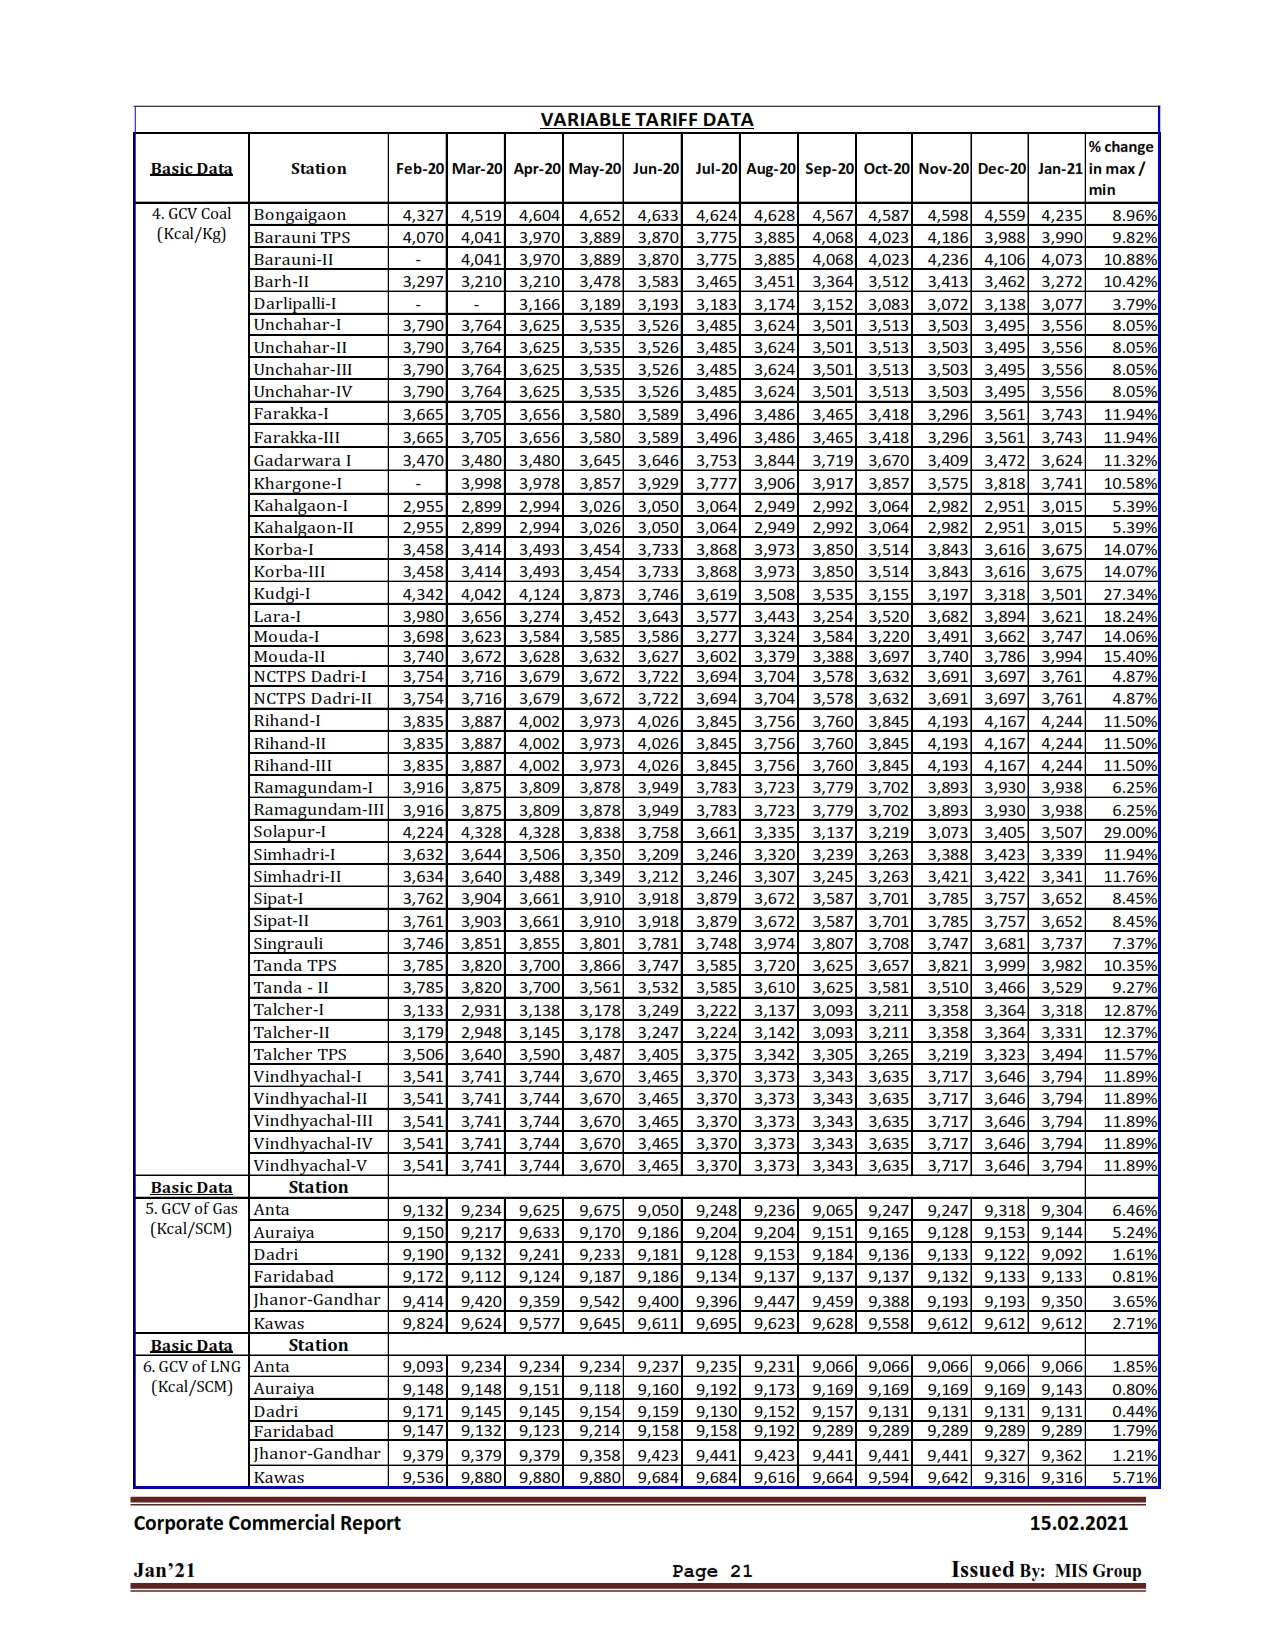 VARIABLE TARIFF DATA
Basic Data Station Feb-20 Mar-20 Apr-20 May-20 Jun-20 Jul-20 Aug-20 Sep-20 Oct-20 Nov-20 Dec-20 Jan-21 % change in max / min
4. GCV Coal (Kcal/Kg) Bongaigaon 4,327 4,519 4,604 4,652 4,633 4,624 4,628 4,567 4,587 4,598 4,559 4,235 8.96%
Barauni TPS 4,070 4,041 3,970 3,889 3,870 3,775 3,885 4,068 4,023 4,186 3,988 3,990 9.82%
Barauni-II - 4,041 3,970 3,889 3,870 3,775 3,885 4,068 4,023 4,236 4,106 4,073 10.88%
Barh-II 3,297 3,210 3,210 3,478 3,583 3,465 3,451 3,364 3,512 3,413 3,462 3,272 10.42%
Darlipalli-I - - 3,166 3,189 3,193 3,183 3,174 3,152 3,083 3,072 3,138 3,077 3.79%
Unchahar-I 3,790 3,764 3,625 3,535 3,526 3,485 3,624 3,501 3,513 3,503 3,495 3,556 8.05%
Unchahar-II 3,790 3,764 3,625 3,535 3,526 3,485 3,624 3,501 3,513 3,503 3,495 3,556 8.05%
Unchahar-III 3,790 3,764 3,625 3,535 3,526 3,485 3,624 3,501 3,513 3,503 3,495 3,556 8.05%
Unchahar-IV 3,790 3,764 3,625 3,535 3,526 3,485 3,624 3,501 3,513 3,503 3,495 3,556 8.05%
Farakka-I 3,665 3,705 3,656 3,580 3,589 3,496 3,486 3,465 3,418 3,296 3,561 3,743 11.94%
Farakka-III 3,665 3,705 3,656 3,580 3,589 3,496 3,486 3,465 3,418 3,296 3,561 3,743 11.94%
Gadarwara I 3,470 3,480 3,480 3,645 3,646 3,753 3,844 3,719 3,670 3,409 3,472 3,624 11.32%
Khargone-I - 3,998 3,978 3,857 3,929 3,777 3,906 3,917 3,857 3,575 3,818 3,741 10.58%
Kahalgaon-I 2,955 2,899 2,994 3,026 3,050 3,064 2,949 2,992 3,064 2,982 2,951 3,015 5.39%
Kahalgaon-II 2,955 2,899 2,994 3,026 3,050 3,064 2,949 2,992 3,064 2,982 2,951 3,015 5.39%
Korba-I 3,458 3,414 3,493 3,454 3,733 3,868 3,973 3,850 3,514 3,843 3,616 3,675 14.07%
Korba-III 3,458 3,414 3,493 3,454 3,733 3,868 3,973 3,850 3,514 3,843 3,616 3,675 14.07%
Kudgi-I 4,342 4,042 4,124 3,873 3,746 3,619 3,508 3,535 3,155 3,197 3,318 3,501 27.34%
Lara-I 3,980 3,656 3,274 3,452 3,643 3,577 3,443 3,254 3,520 3,682 3,894 3,621 18.24%
Mouda-I 3,698 3,623 3,584 3,585 3,586 3,277 3,324 3,584 3,220 3,491 3,662 3,747 14.06%
Mouda-II 3,740 3,672 3,628 3,632 3,627 3,602 3,379 3,388 3,697 3,740 3,786 3,994 15.40%
NCTPS Dadri-I 3,754 3,716 3,679 3,672 3,722 3,694 3,704 3,578 3,632 3,691 3,697 3,761 4.87%
NCTPS Dadri-II 3,754 3,716 3,679 3,672 3,722 3,694 3,704 3,578 3,632 3,691 3,697 3,761 4.87%
Rihand-I 3,835 3,887 4,002 3,973 4,026 3,845 3,756 3,760 3,845 4,193 4,167 4,244 11.50%
Rihand-II 3,835 3,887 4,002 3,973 4,026 3,845 3,756 3,760 3,845 4,193 4,167 4,244 11.50%
Rihand-III 3,835 3,887 4,002 3,973 4,026 3,845 3,756 3,760 3,845 4,193 4,167 4,244 11.50%
Ramagundam-I 3,916 3,875 3,809 3,878 3,949 3,783 3,723 3,779 3,702 3,893 3,930 3,938 6.25%
Ramagundam-III 3,916 3,875 3,809 3,878 3,949 3,783 3,723 3,779 3,702 3,893 3,930 3,938 6.25%
Solapur-I 4,224 4,328 4,328 3,838 3,758 3,661 3,335 3,137 3,219 3,073 3,405 3,507 29.00%
Simhadri-I 3,632 3,644 3,506 3,350 3,209 3,246 3,320 3,239 3,263 3,388 3,423 3,339 11.94%
Simhadri-II 3,634 3,640 3,488 3,349 3,212 3,246 3,307 3,245 3,263 3,421 3,422 3,341 11.76%
Sipat-I 3,762 3,904 3,661 3,910 3,918 3,879 3,672 3,587 3,701 3,785 3,757 3,652 8.45%
Sipat-II 3,761 3,903 3,661 3,910 3,918 3,879 3,672 3,587 3,701 3,785 3,757 3,652 8.45%
Singrauli 3,746 3,851 3,855 3,801 3,781 3,748 3,974 3,807 3,708 3,747 3,681 3,737 7.37%
Tanda TPS 3,785 3,820 3,700 3,866 3,747 3,585 3,720 3,625 3,657 3,821 3,999 3,982 10.35%
Tanda - II 3,785 3,820 3,700 3,561 3,532 3,585 3,610 3,625 3,581 3,510 3,466 3,529 9.27%
Talcher-I 3,133 2,931 3,138 3,178 3,249 3,222 3,137 3,093 3,211 3,358 3,364 3,318 12.87%
Talcher-II 3,179 2,948 3,145 3,178 3,247 3,224 3,142 3,093 3,211 3,358 3,364 3,331 12.37%
Talcher TPS 3,506 3,640 3,590 3,487 3,405 3,375 3,342 3,305 3,265 3,219 3,323 3,494 11.57%
Vindhyachal-I 3,541 3,741 3,744 3,670 3,465 3,370 3,373 3,343 3,635 3,717 3,646 3,794 11.89%
Vindhyachal-II 3,541 3,741 3,744 3,670 3,465 3,370 3,373 3,343 3,635 3,717 3,646 3,794 11.89%
Vindhyachal-III 3,541 3,741 3,744 3,670 3,465 3,370 3,373 3,343 3,635 3,717 3,646 3,794 11.89%
Vindhyachal-IV 3,541 3,741 3,744 3,670 3,465 3,370 3,373 3,343 3,635 3,717 3,646 3,794 11.89%
Vindhyachal-V 3,541 3,741 3,744 3,670 3,465 3,370 3,373 3,343 3,635 3,717 3,646 3,794 11.89%
Basic Data Station
5. GCV of Gas (Kcal/SCM) Anta 9,132 9,234 9,625 9,675 9,050 9,248 9,236 9,065 9,247 9,247 9,318 9,304 6.46%
Auraiya 9,150 9,217 9,633 9,170 9,186 9,204 9,204 9,151 9,165 9,128 9,153 9,144 5.24%
Dadri 9,190 9,132 9,241 9,233 9,181 9,128 9,153 9,184 9,136 9,133 9,122 9,092 1.61%
Faridabad 9,172 9,112 9,124 9,187 9,186 9,134 9,137 9,137 9,137 9,132 9,133 9,133 0.81%
Jhanor-Gandhar 9,414 9,420 9,359 9,542 9,400 9,396 9,447 9,459 9,388 9,193 9,193 9,350 3.65%
Kawas 9,824 9,624 9,577 9,645 9,611 9,695 9,623 9,628 9,558 9,612 9,612 9,612 2.71%
Basic Data Station
6. GCV of LNG (Kcal/SCM) Anta 9,093 9,234 9,234 9,234 9,237 9,235 9,231 9,066 9,066 9,066 9,066 9,066 1.85%
Auraiya 9,148 9,148 9,151 9,118 9,160 9,192 9,173 9,169 9,169 9,169 9,169 9,143 0.80%
Dadri 9,171 9,145 9,145 9,154 9,159 9,130 9,152 9,157 9,131 9,131 9,131 9,131 0.44%
Faridabad 9,147 9,132 9,123 9,214 9,158 9,158 9,192 9,289 9,289 9,289 9,289 9,289 1.79%
Jhanor-Gandhar 9,379 9,379 9,379 9,358 9,423 9,441 9,423 9,441 9,441 9,441 9,327 9,362 1.21%
Kawas 9,536 9,880 9,880 9,880 9,684 9,684 9,616 9,664 9,594 9,642 9,316 9,316 5.71%
Corporate Commercial Report 15.02.2021
Jan’21 Page 21 Issued By: MIS Group